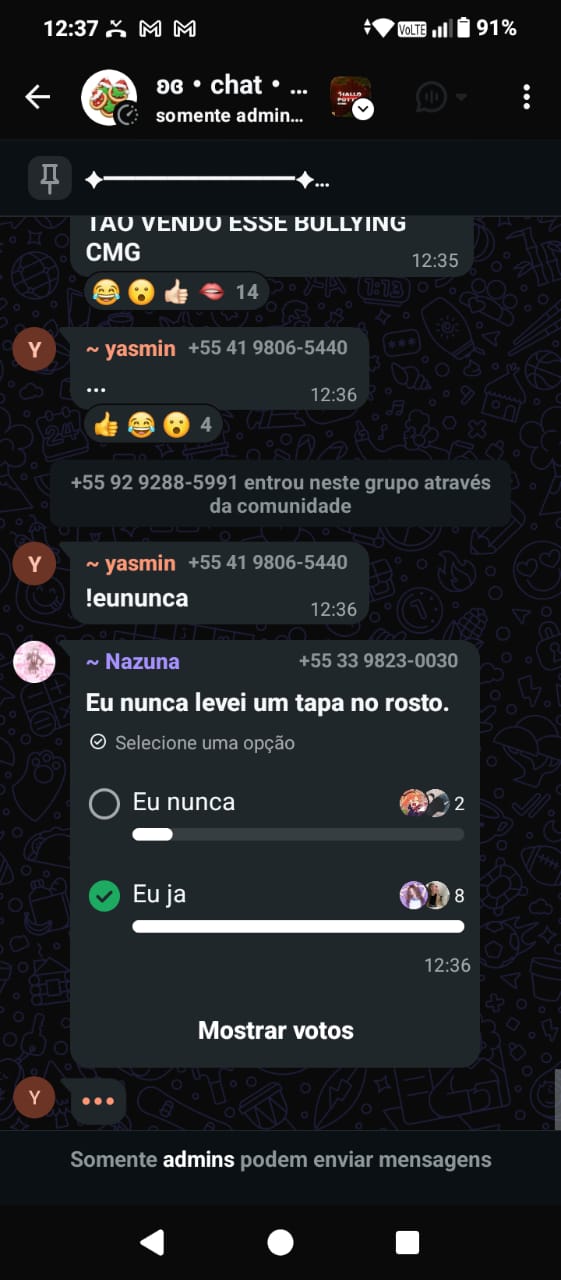 12:37
VoLTE
91%
ʚɞ • chat • ...
somente admin...
TÃO VENDO ESSE BULLYING
CMG
12:35
14
Y
~ yasmin +55 41 9806-5440
...
12:36
4
+55 92 9288-5991 entrou neste grupo através
da comunidade
Y
~ yasmin +55 41 9806-5440
!eununca
12:36
~ Nazuna +55 33 9823-0030
Eu nunca levei um tapa no rosto.
Selecione uma opção
Eu nunca 2
Eu ja 8
12:36
Mostrar votos
Y
Somente admins podem enviar mensagens